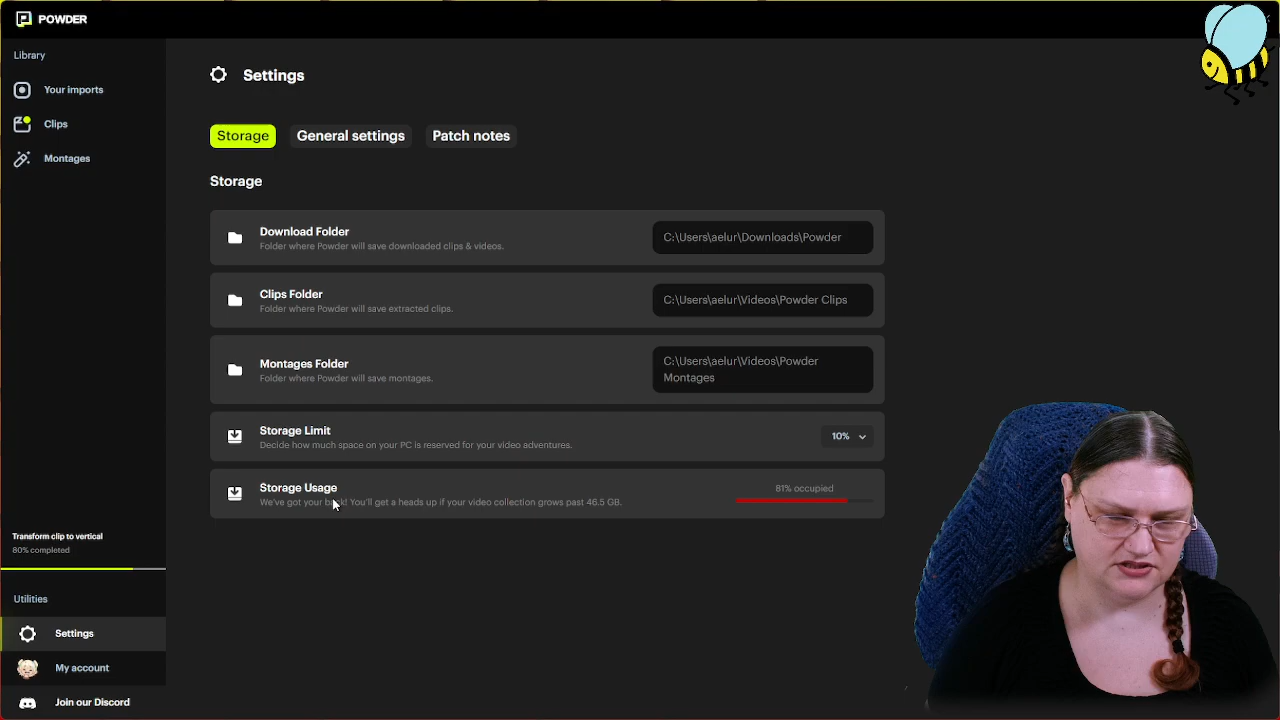 POWDER
Library
Your imports
Clips
Montages
Settings
Storage
General settings
Patch notes
Storage
Download Folder
Folder where Powder will save downloaded clips & videos.
C:\Users\aelur\Downloads\Powder
Clips Folder
Folder where Powder will save extracted clips.
C:\Users\aelur\Videos\Powder Clips
Montages Folder
Folder where Powder will save montages.
C:\Users\aelur\Videos\Powder
Montages
Storage Limit
Decide how much space on your PC is reserved for your video adventures.
10%
Storage Usage
We've got your back! You'll get a heads up if your video collection grows past 46.5 GB.
81% occupied
Transform clip to vertical
80% completed
Utilities
Settings
My account
Join our Discord